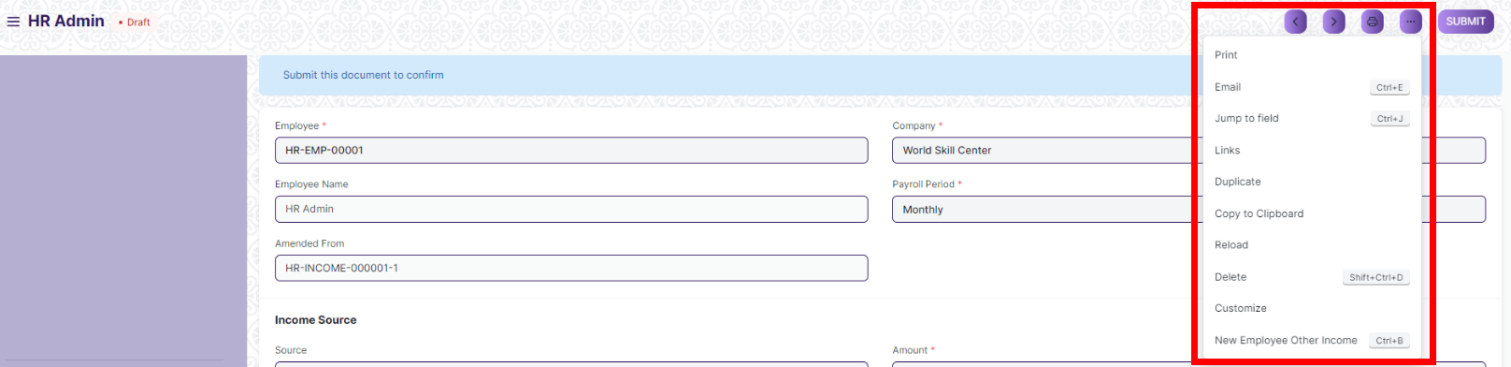 HR Admin • Draft
SUBMIT
Submit this document to confirm
Employee *
HR-EMP-00001
Company *
World Skill Center
Employee Name
HR Admin
Payroll Period *
Monthly
Amended From
HR-INCOME-000001-1
Income Source
Source
Amount *
Print
Email Ctrl+E
Jump to field Ctrl+J
Links
Duplicate
Copy to Clipboard
Reload
Delete Shift+Ctrl+D
Customize
New Employee Other Income Ctrl+B